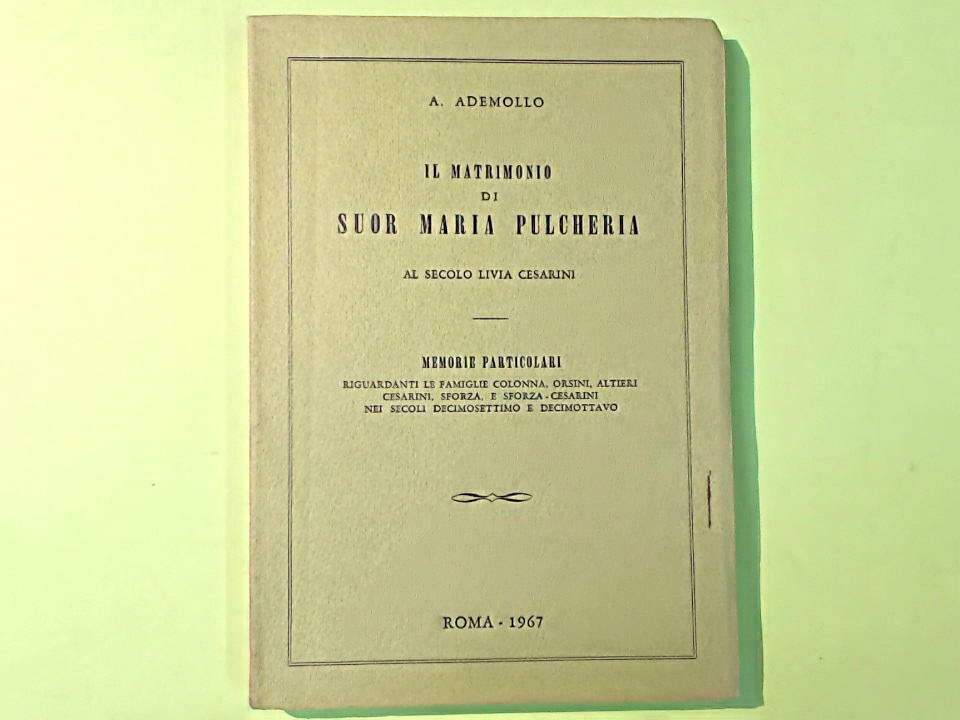 A. ADEMOLLO
IL MATRIMONIO
DI
SUOR MARIA PULCHERIA
AL SECOLO LIVIA CESARINI
MEMORIE PARTICOLARI
RIGUARDANTI LE FAMIGLIE COLONNA, ORSINI, ALTIERI
CESARINI, SFORZA, E SFORZA-CESARINI
NEI SECOLI DECIMOSETTIMO E DECIMOTTAVO
ROMA - 1967